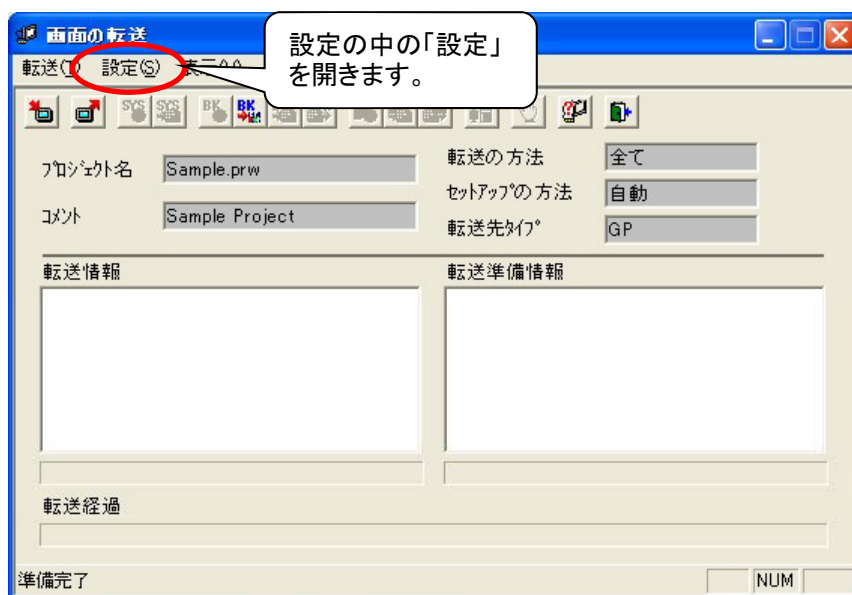 画面の転送
設定の中の「設定」
を開きます。
転送(T) 設定(S)
SYS SYS BK BK
ﾌﾟﾛｼﾞｪｸﾄ名 Sample.prw
転送の方法 全て
ｾｯﾄｱｯﾌﾟの方法 自動
ｺﾒﾝﾄ Sample Project
転送先ﾀｲﾌﾟ GP
転送情報 転送準備情報
転送経過
準備完了 NUM